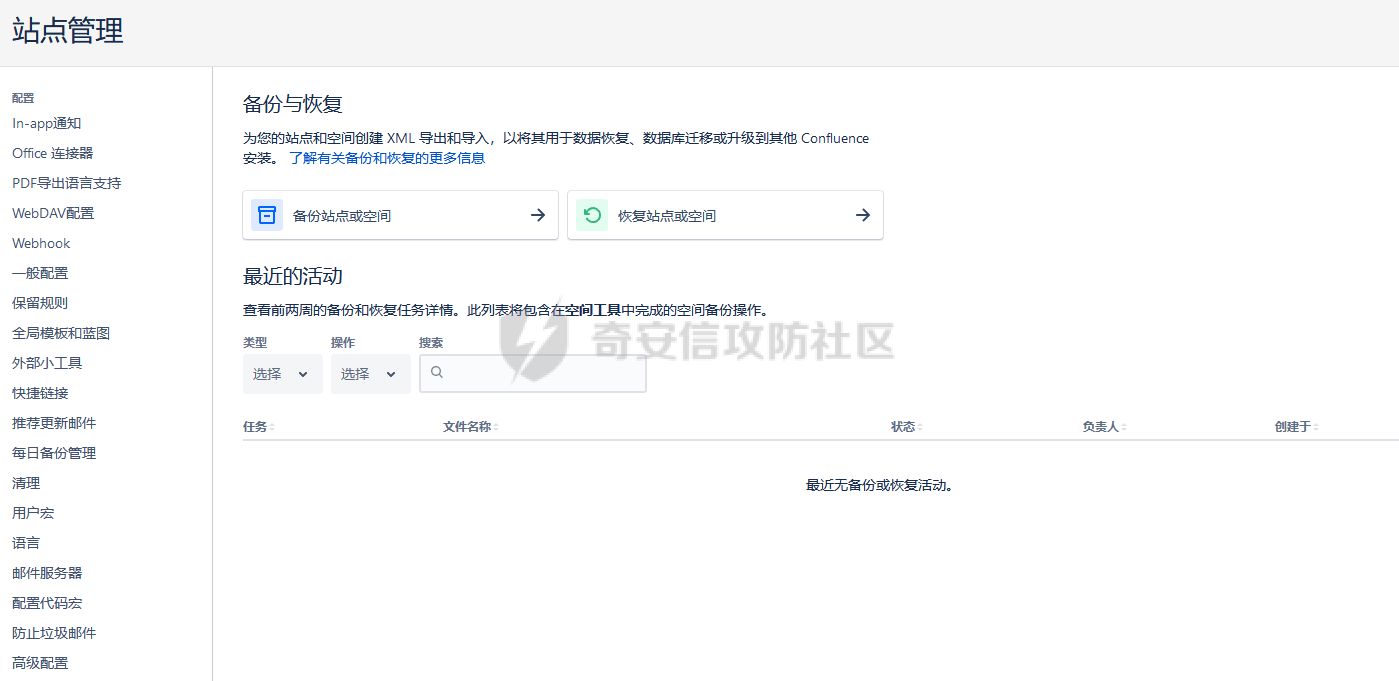 站点管理
配置
In-app通知
Office 连接器
PDF导出语言支持
WebDAV配置
Webhook
一般配置
保留规则
全局模板和蓝图
外部小工具
快捷链接
推荐更新邮件
每日备份管理
清理
用户宏
语言
邮件服务器
配置代码宏
防止垃圾邮件
高级配置
备份与恢复
为您的站点和空间创建 XML 导出和导入，以将其用于数据恢复、数据库迁移或升级到其他 Confluence
安装。 了解有关备份和恢复的更多信息
备份站点或空间
恢复站点或空间
最近的活动
查看前两周的备份和恢复任务详情。此列表将包含在空间工具中完成的空间备份操作。
类型 操作 搜索
选择 选择
任务 文件名称 状态 负责人 创建于
最近无备份或恢复活动。
奇安信攻防社区